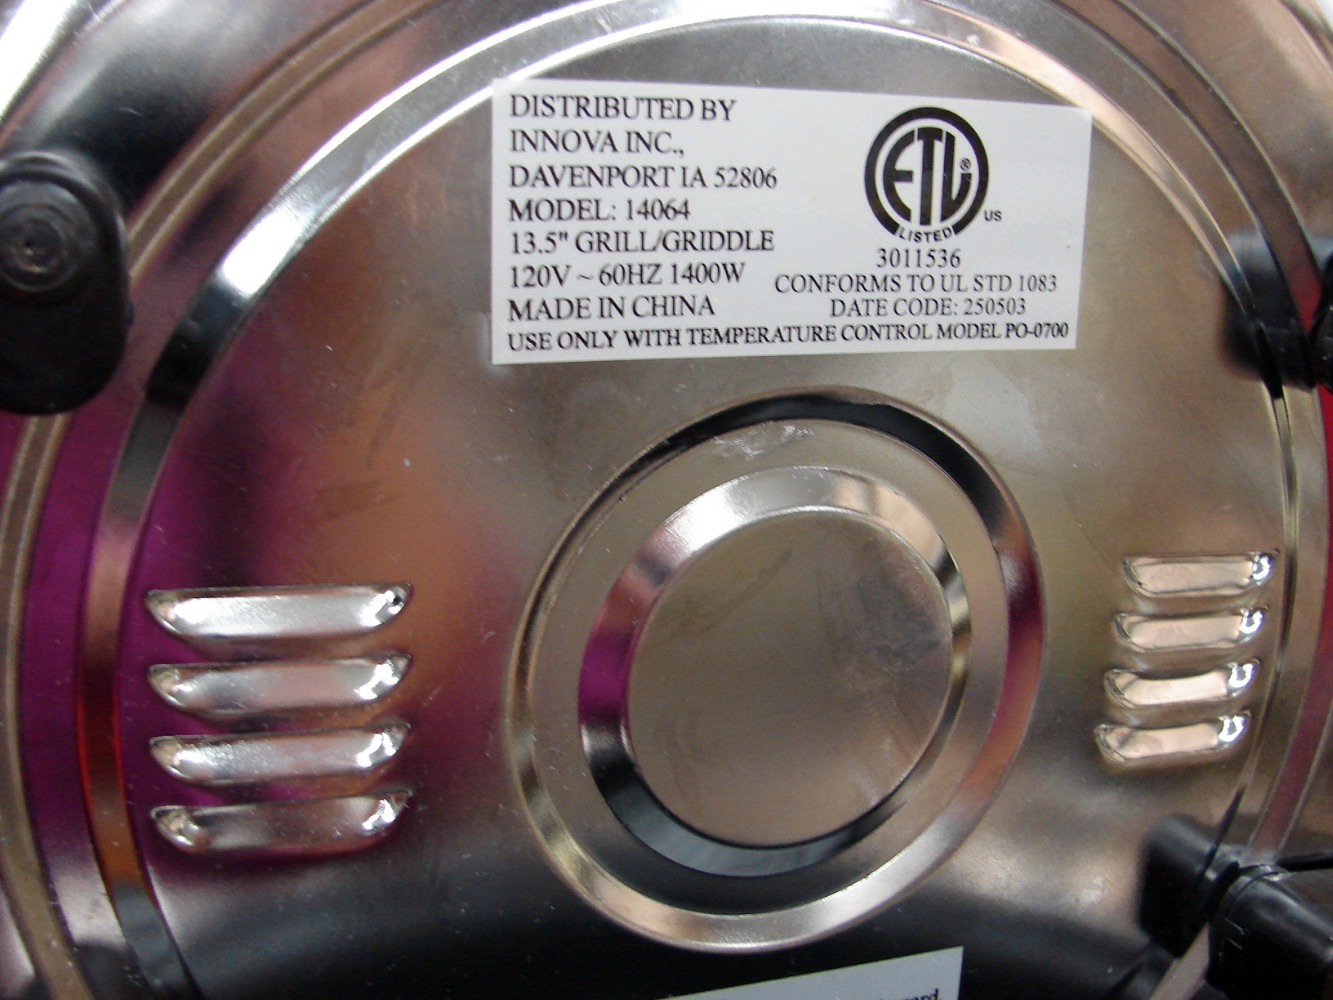 DISTRIBUTED BY
INNOVA INC.,
DAVENPORT IA 52806
MODEL: 14064
13.5" GRILL/GRIDDLE
120V ~ 60HZ 1400W
MADE IN CHINA
ETL®
US
LISTED
3011536
CONFORMS TO UL STD 1083
DATE CODE: 250503
USE ONLY WITH TEMPERATURE CONTROL MODEL PO-0700